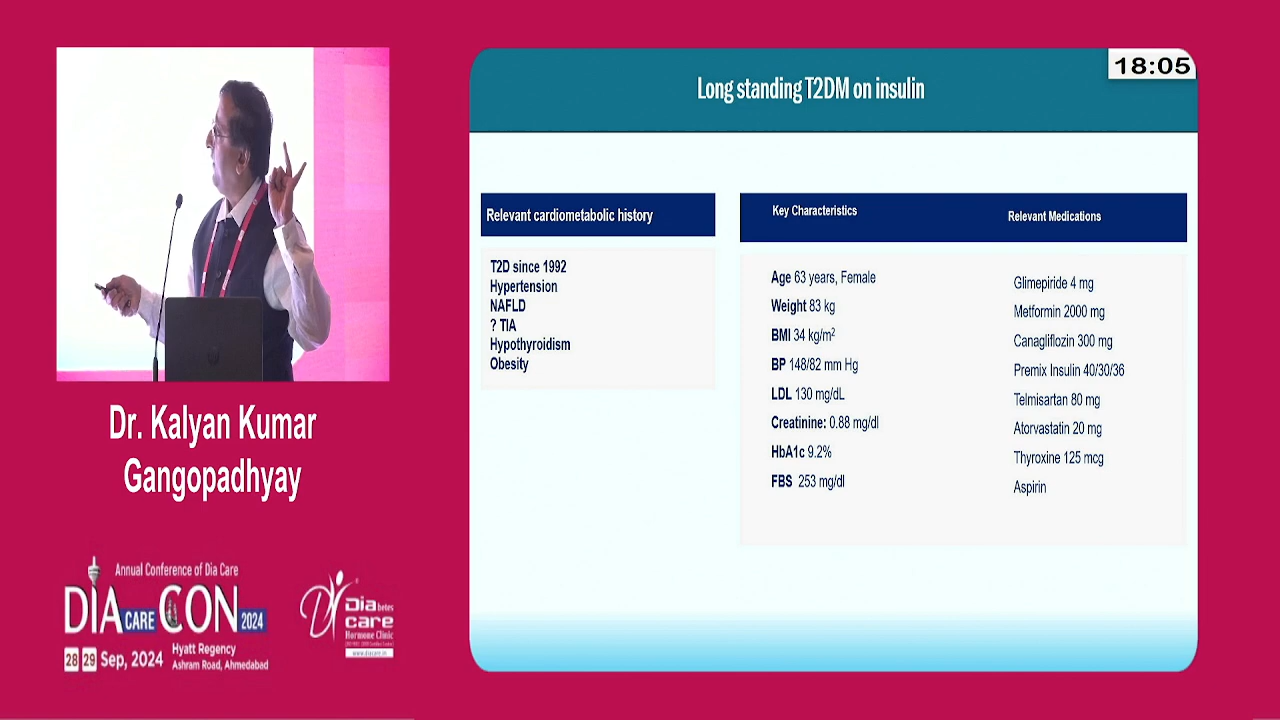 18:05
Long standing T2DM on insulin
Relevant cardiometabolic history
T2D since 1992
Hypertension
NAFLD
? TIA
Hypothyroidism
Obesity
Key Characteristics
Age 63 years, Female
Weight 83 kg
BMI 34 kg/m²
BP 148/82 mm Hg
LDL 130 mg/dL
Creatinine: 0.88 mg/dl
HbA1c 9.2%
FBS 253 mg/dl
Relevant Medications
Glimepiride 4 mg
Metformin 2000 mg
Canagliflozin 300 mg
Premix Insulin 40/30/36
Telmisartan 80 mg
Atorvastatin 20 mg
Thyroxine 125 mcg
Aspirin
Dr. Kalyan Kumar
Gangopadhyay
Annual Conference of Dia Care
DIA CARE CON 2024
28 29 Sep, 2024
Hyatt Regency
Ashram Road, Ahmedabad
Diabetes
care
Hormone Clinic
www.diacare.in